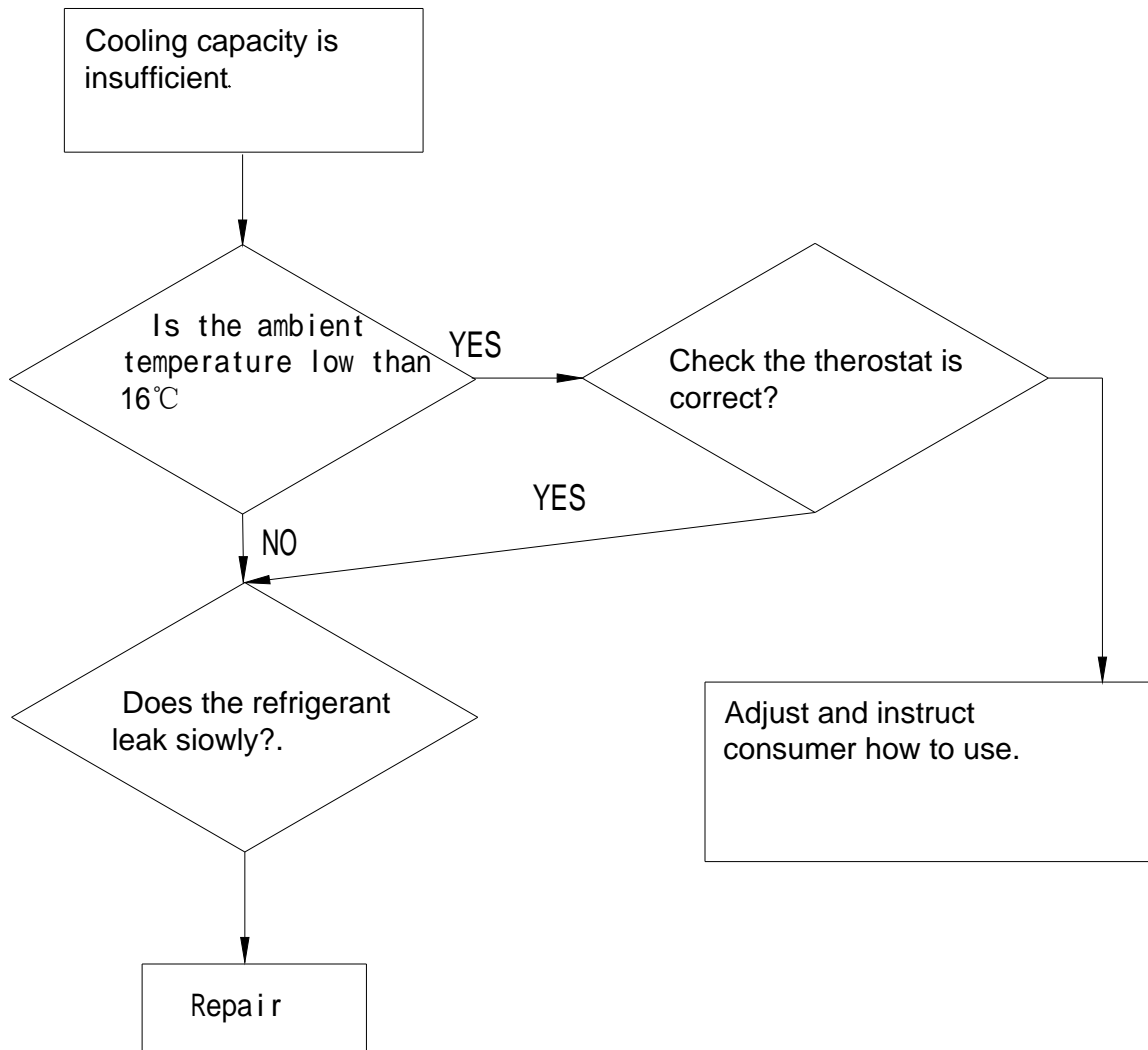 Cooling capacity is
insufficient.
Is the ambient
temperature low than
16℃
YES
Check the therostat is
correct?
YES
NO
Does the refrigerant
leak siowly?.
Adjust and instruct
consumer how to use.
Repair